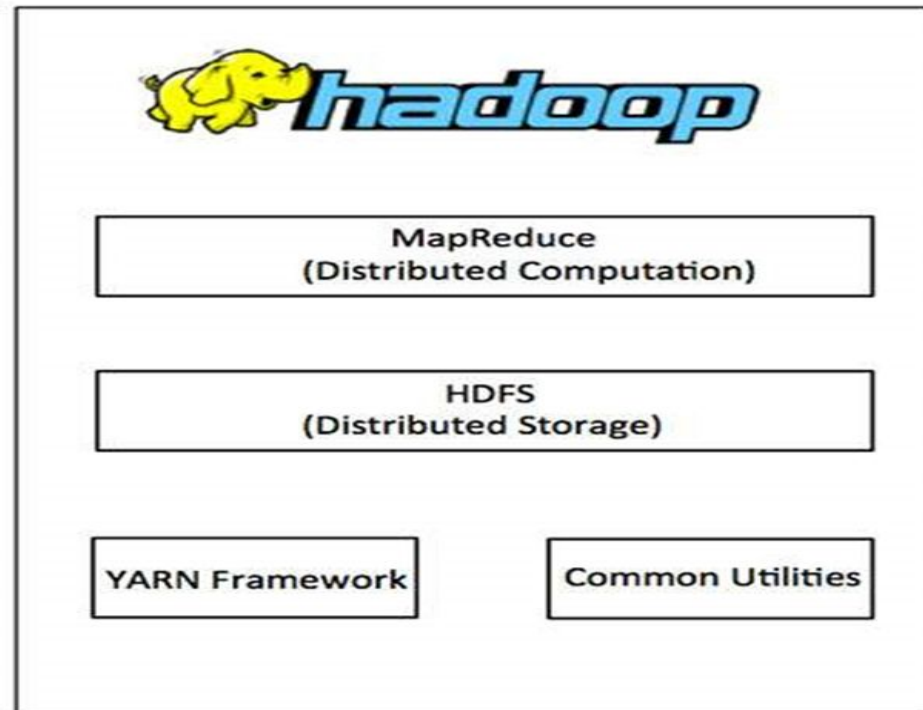 hadoop
MapReduce
(Distributed Computation)
HDFS
(Distributed Storage)
YARN Framework
Common Utilities